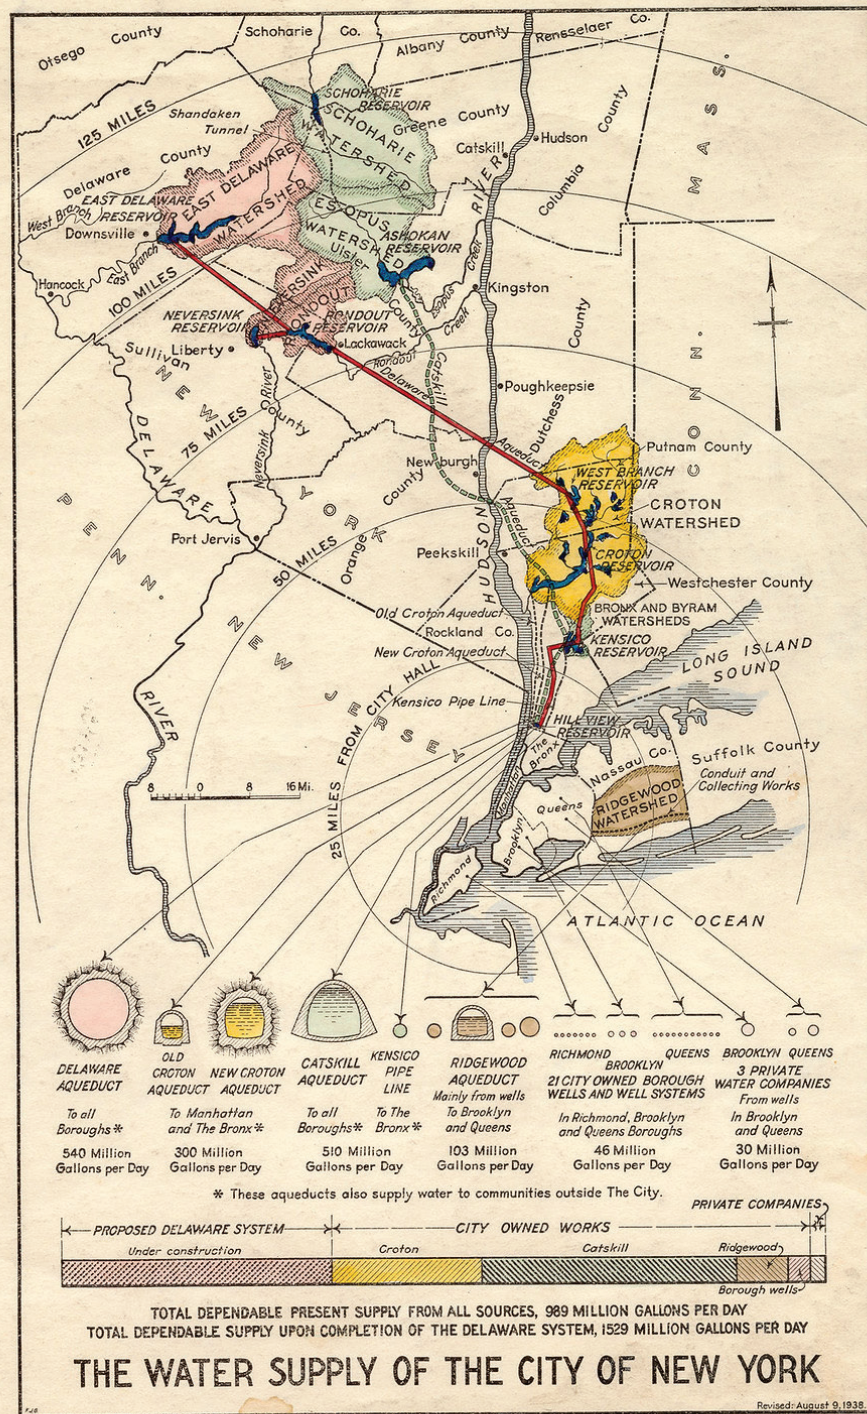 Otsego County
Schoharie Co.
Albany County
Rensselaer Co.
125 MILES
Shandaken
Tunnel
SCHOHARIE
RESERVOIR
SCHOHARIE
WATERSHED
Greene County
Catskill
Hudson
Columbia
County
MASS.
Delaware County
EAST DELAWARE
RESERVOIR
EAST DELAWARE
WATERSHED
West Branch
Downsville
East Branch
Hancock
100 MILES
ESOPUS
WATERSHED
Ulster
County
ASHOKAN
RESERVOIR
RIVER
Esopus
Creek
Kingston
NEVERSINK
RESERVOIR
NEVERSINK
RONDOUT
RONDOUT
RESERVOIR
Lackawack
Rondout
Creek
Sullivan
County
Liberty
Neversink
River
Delaware
Aqueduct
Catskill
Aqueduct
Poughkeepsie
Dutchess
County
CONN.
75 MILES
DELAWARE
NEW YORK
PENN.
Newburgh
Orange
County
Putnam County
WEST BRANCH
RESERVOIR
CROTON
WATERSHED
CROTON
RESERVOIR
Westchester County
Port Jervis
50 MILES
Peekskill
HUDSON
Old Croton Aqueduct
Rockland Co.
New Croton Aqueduct
BRONX AND BYRAM
WATERSHEDS
KENSICO
RESERVOIR
LONG ISLAND
SOUND
NEW JERSEY
RIVER
Kensico Pipe Line
HILL VIEW
RESERVOIR
25 MILES FROM CITY HALL
8 0 8 16 Mi.
The
Bronx
Manhattan
Queens
Brooklyn
Richmond
Nassau Co.
Suffolk County
Conduit and
Collecting Works
RIDGEWOOD
WATERSHED
ATLANTIC OCEAN
DELAWARE
AQUEDUCT
To all
Boroughs*
540 Million
Gallons per Day
OLD
CROTON
AQUEDUCT
NEW CROTON
AQUEDUCT
To Manhattan
and The Bronx*
300 Million
Gallons per Day
CATSKILL
AQUEDUCT
To all
Boroughs*
KENSICO
PIPE
LINE
To The
Bronx*
510 Million
Gallons per Day
RIDGEWOOD
AQUEDUCT
Mainly from wells
To Brooklyn
and Queens
103 Million
Gallons per Day
RICHMOND
BROOKLYN
QUEENS
21 CITY OWNED BOROUGH
WELLS AND WELL SYSTEMS
In Richmond, Brooklyn
and Queens Boroughs
46 Million
Gallons per Day
BROOKLYN QUEENS
3 PRIVATE
WATER COMPANIES
From wells
In Brooklyn
and Queens
30 Million
Gallons per Day
* These aqueducts also supply water to communities outside The City.
PRIVATE COMPANIES
PROPOSED DELAWARE SYSTEM
CITY OWNED WORKS
Under construction
Croton
Catskill
Ridgewood
Borough wells
TOTAL DEPENDABLE PRESENT SUPPLY FROM ALL SOURCES, 989 MILLION GALLONS PER DAY
TOTAL DEPENDABLE SUPPLY UPON COMPLETION OF THE DELAWARE SYSTEM, 1529 MILLION GALLONS PER DAY
THE WATER SUPPLY OF THE CITY OF NEW YORK
Revised: August 9, 1938